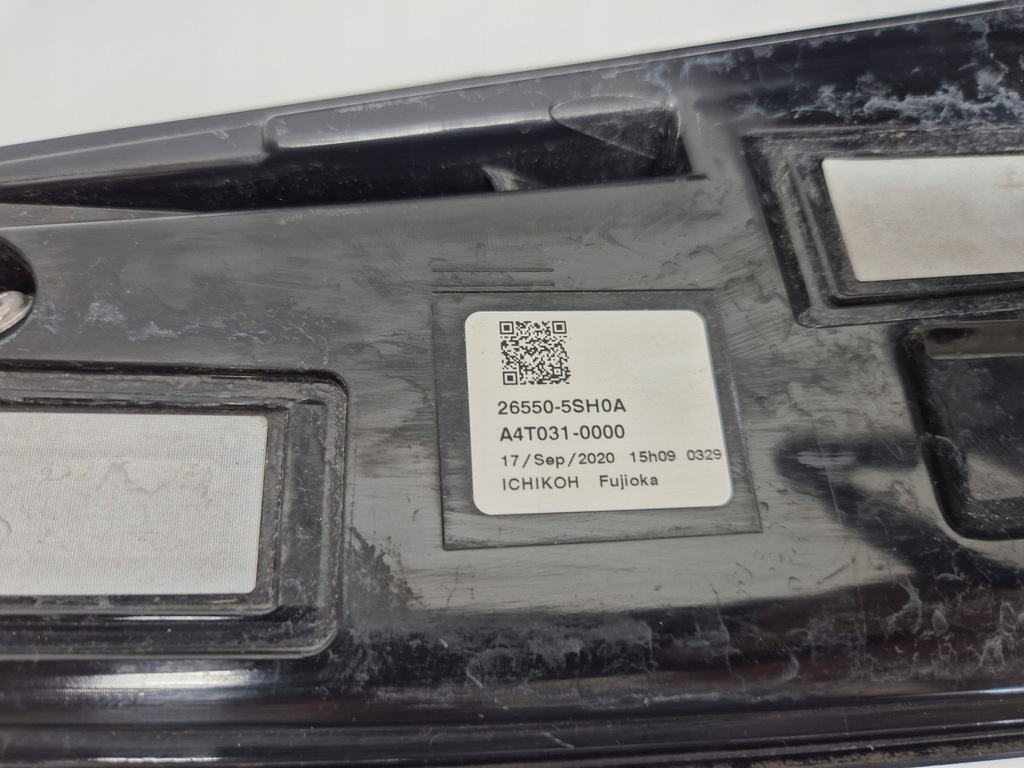 26550-5SH0A
A4T031-0000
17/Sep/2020 15h09 0329
ICHIKOH Fujioka